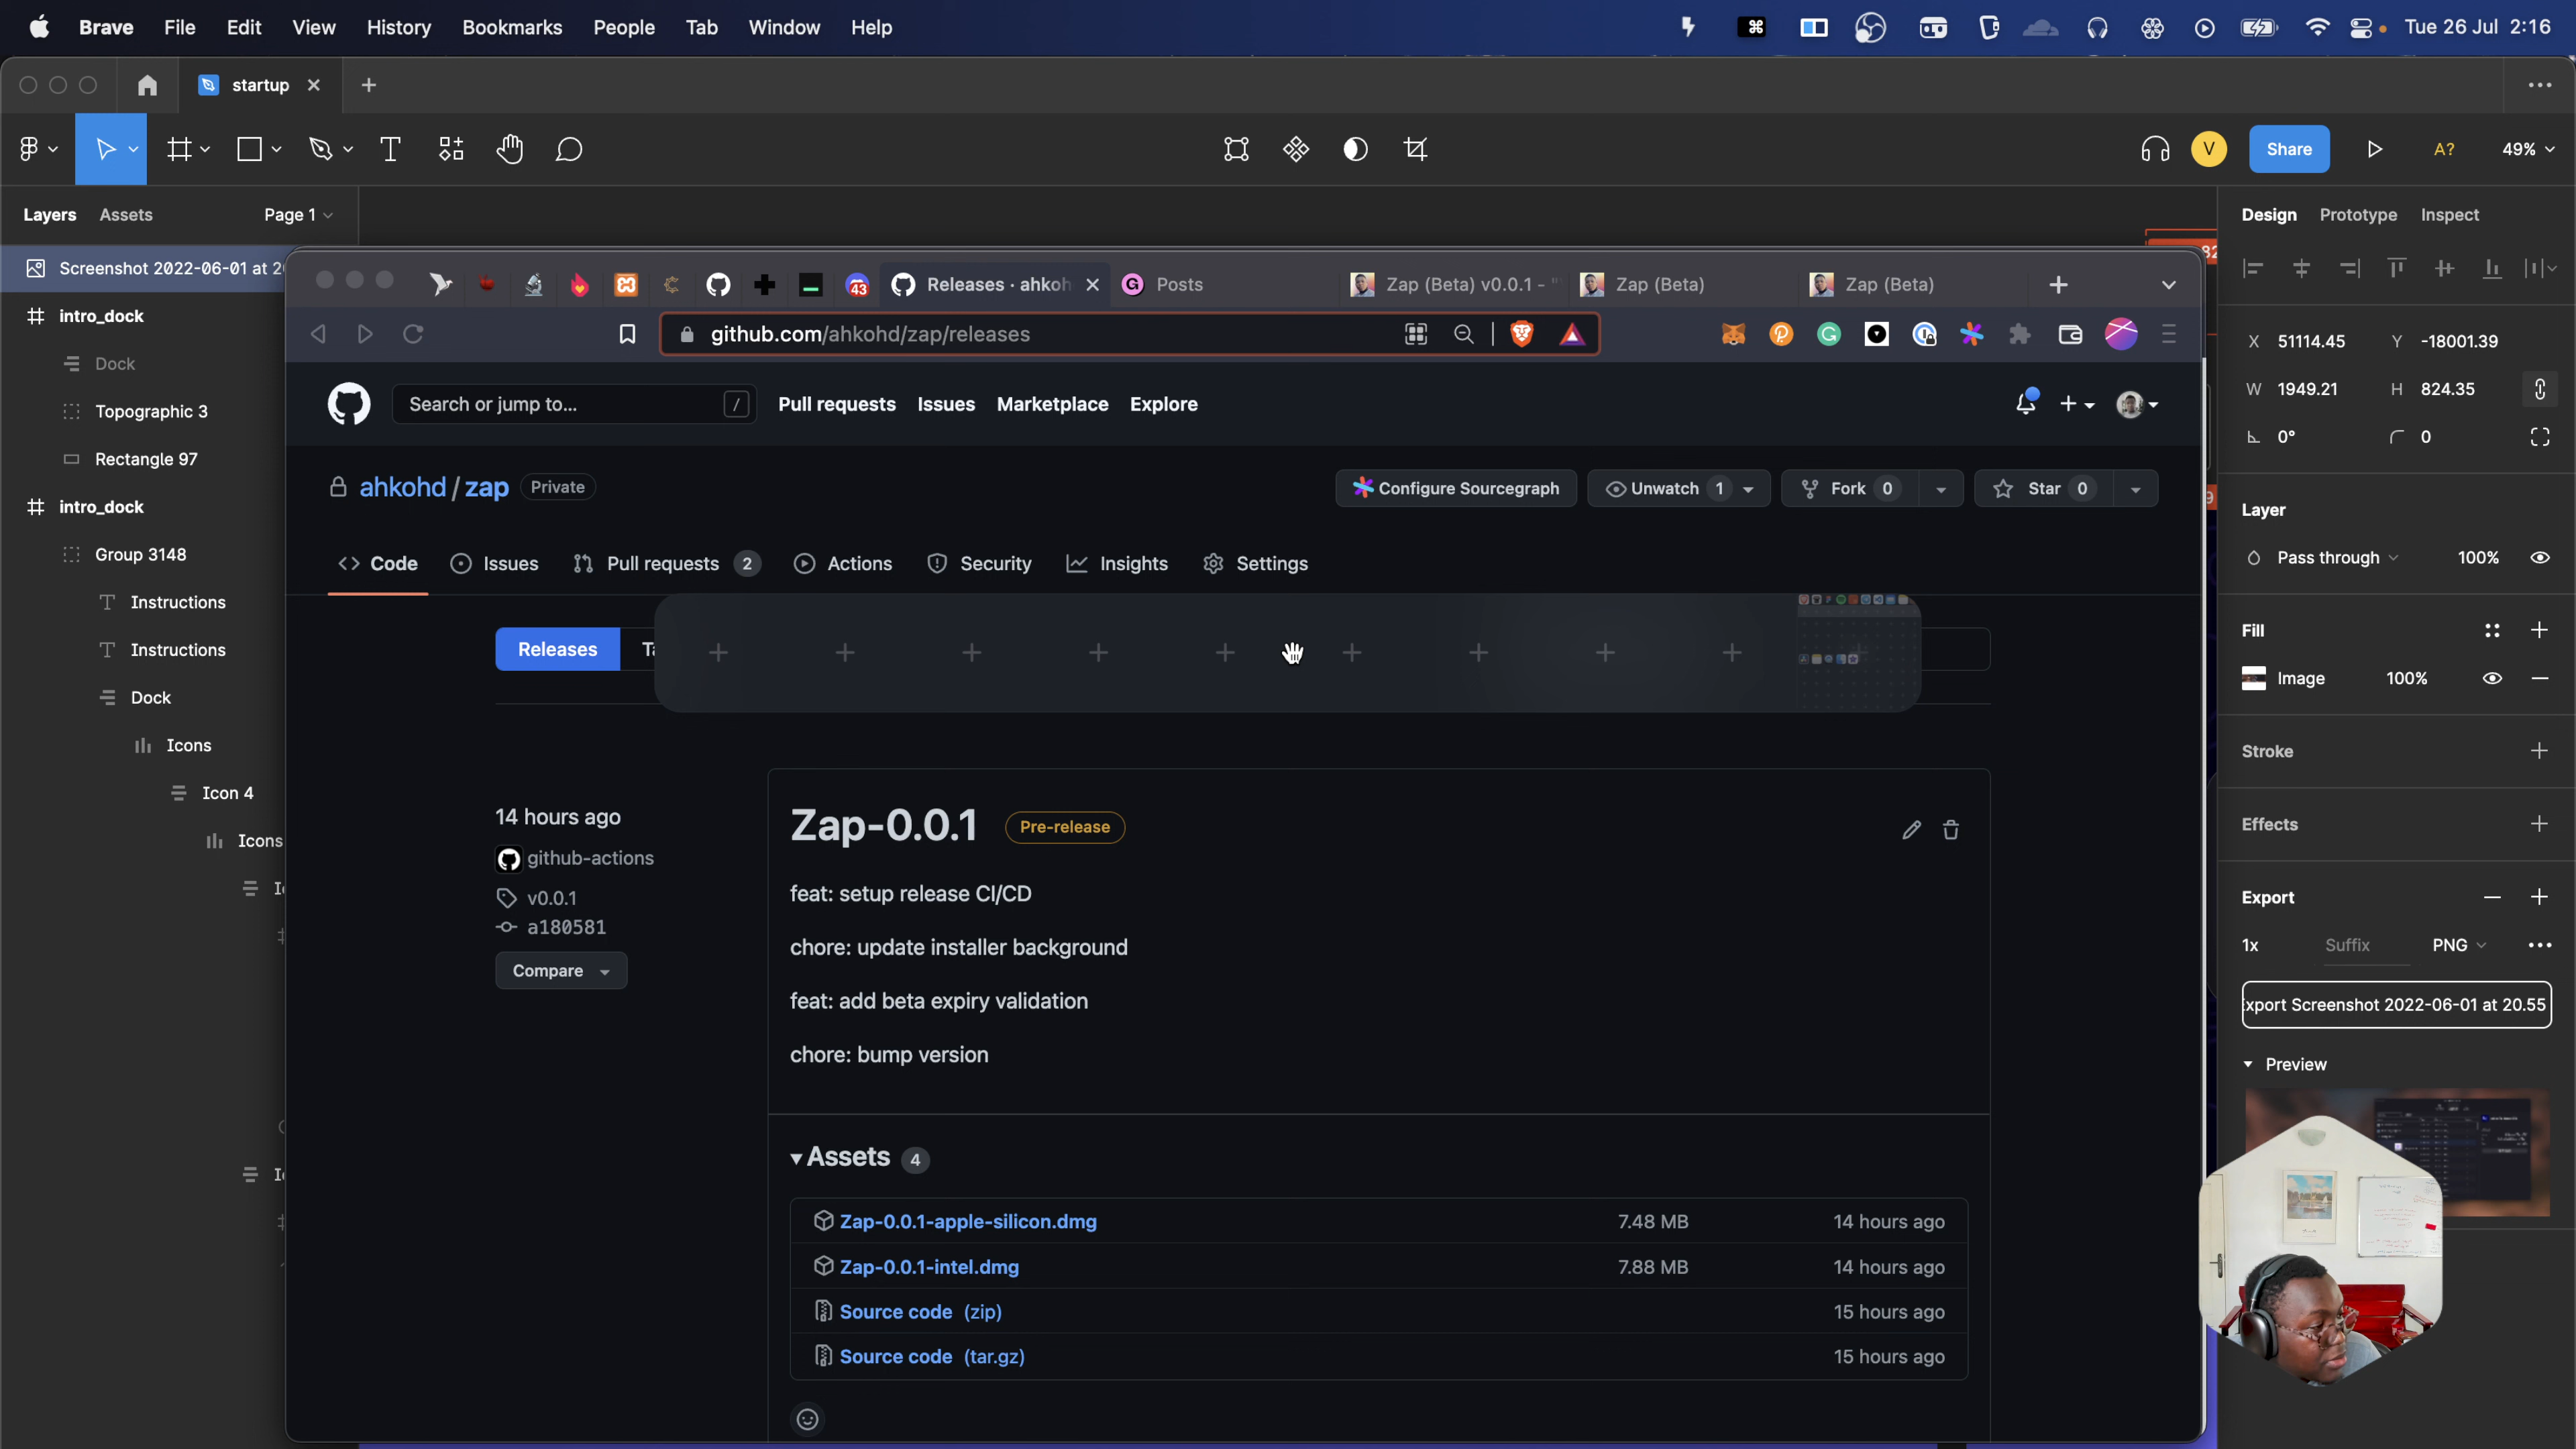 Brave File Edit View History Bookmarks People Tab Window Help Tue 26 Jul 2:16
startup
Share A? 49%
V
Layers Assets Page 1
Design Prototype Inspect
Screenshot 2022-06-01 at
intro_dock
Dock
Topographic 3
Rectangle 97
intro_dock
Group 3148
Instructions
Instructions
Dock
Icons
Icon 4
Icons
43 Releases · ahkoh Posts Zap (Beta) v0.0.1 - Zap (Beta) Zap (Beta)
github.com/ahkohd/zap/releases
Search or jump to... / Pull requests Issues Marketplace Explore
ahkohd / zap Private Configure Sourcegraph Unwatch 1 Fork 0 Star 0
Code Issues Pull requests 2 Actions Security Insights Settings
Releases
14 hours ago
github-actions
v0.0.1
a180581
Compare
Zap-0.0.1 Pre-release
feat: setup release CI/CD
chore: update installer background
feat: add beta expiry validation
chore: bump version
Assets 4
Zap-0.0.1-apple-silicon.dmg 7.48 MB 14 hours ago
Zap-0.0.1-intel.dmg 7.88 MB 14 hours ago
Source code (zip) 15 hours ago
Source code (tar.gz) 15 hours ago
X 51114.45 Y -18001.39
W 1949.21 H 824.35
0° 0
Layer
Pass through 100%
Fill
Image 100%
Stroke
Effects
Export
1x Suffix PNG
xport Screenshot 2022-06-01 at 20.55
Preview